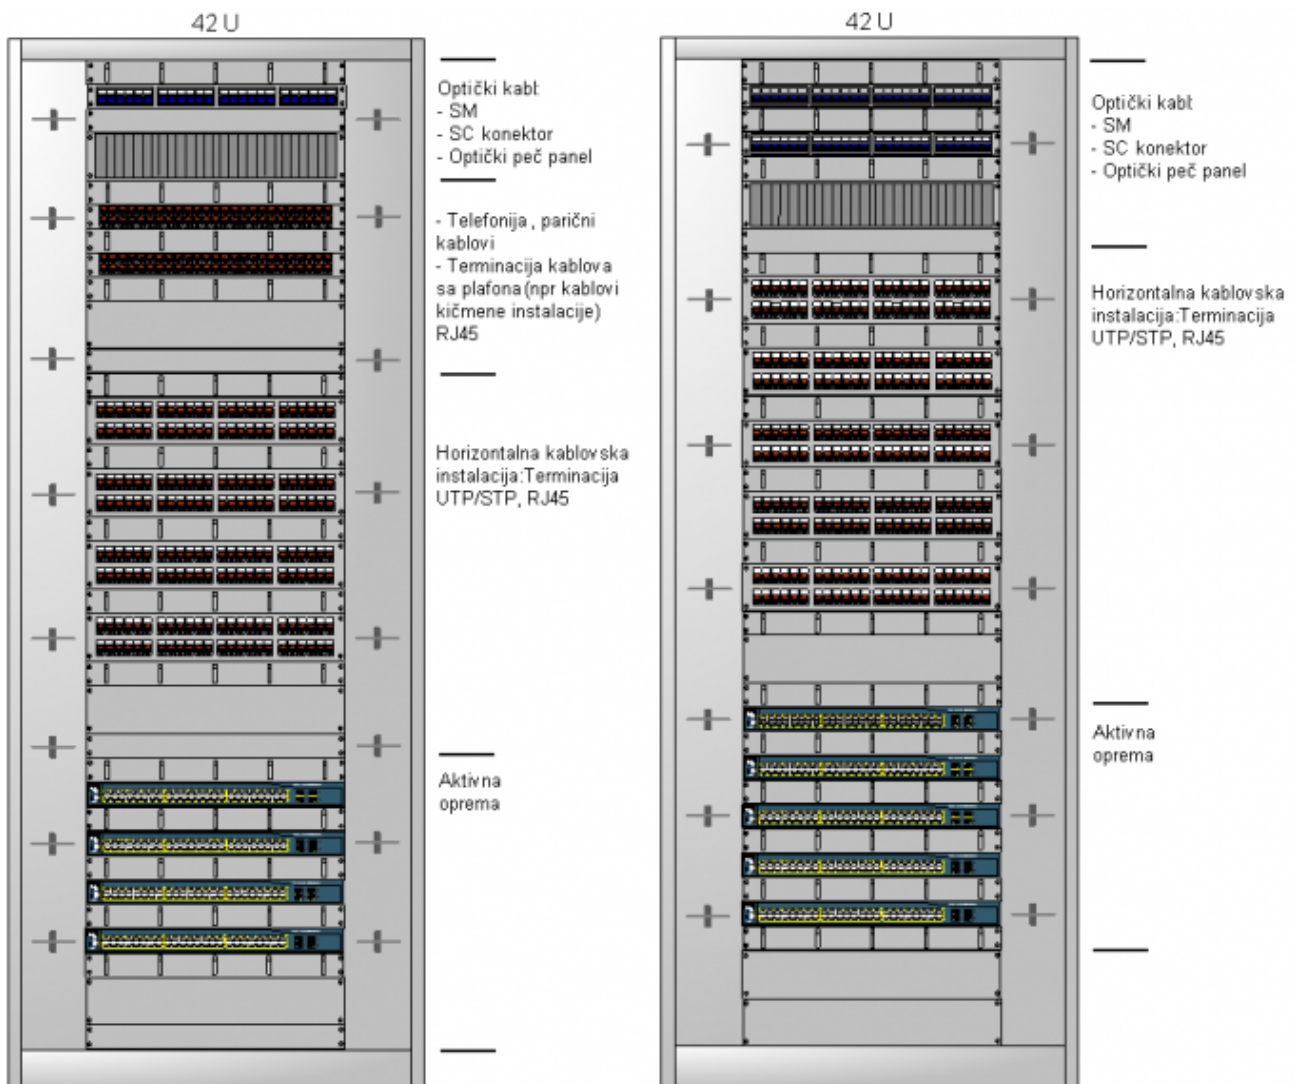 42 U
Optički kabl:
- SM
- SC konektor
- Optički peč panel
- Telefonija , parični
kablovi
- Terminacija kablova
sa plafona(npr kablovi
kičmene instalacije)
RJ45
Horizontalna kablovska
instalacija:Terminacija
UTP/STP, RJ45
Aktivna
oprema
42 U
Optički kabl:
- SM
- SC konektor
- Optički peč panel
Horizontalna kablovska
instalacija:Terminacija
UTP/STP, RJ45
Aktivna
oprema